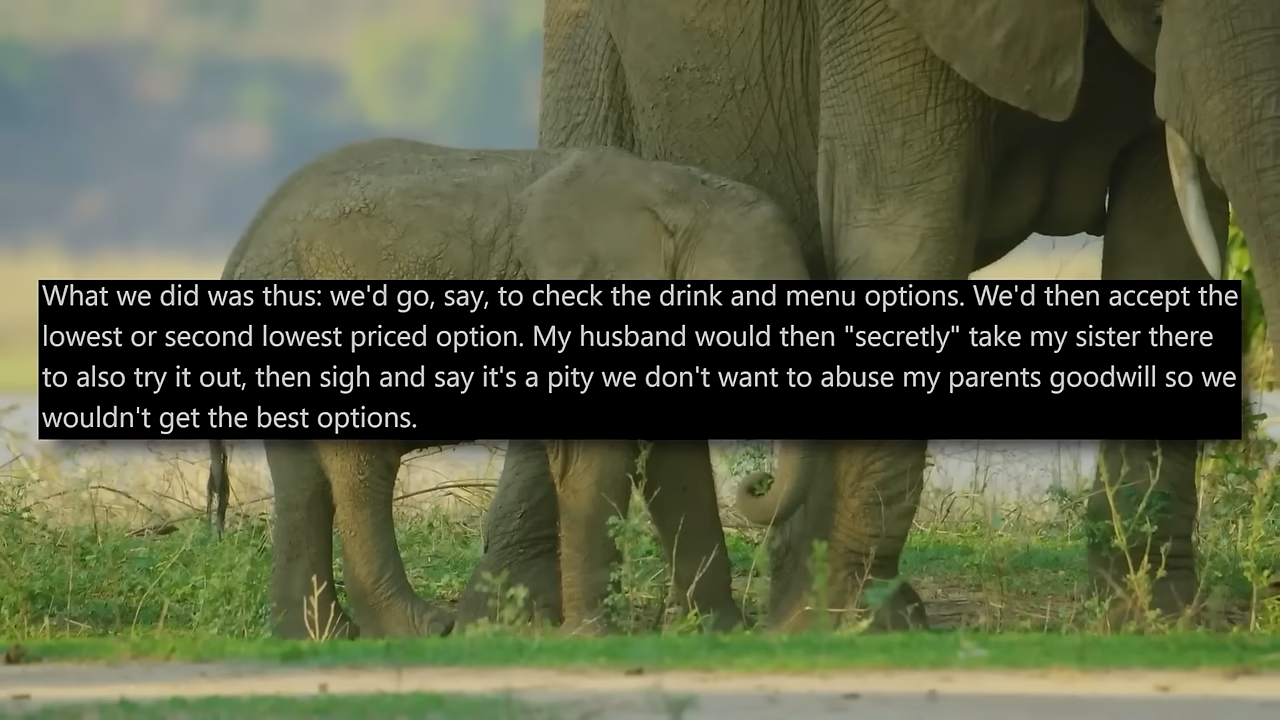 What we did was thus: we'd go, say, to check the drink and menu options. We'd then accept the
lowest or second lowest priced option. My husband would then "secretly" take my sister there
to also try it out, then sigh and say it's a pity we don't want to abuse my parents goodwill so we
wouldn't get the best options.